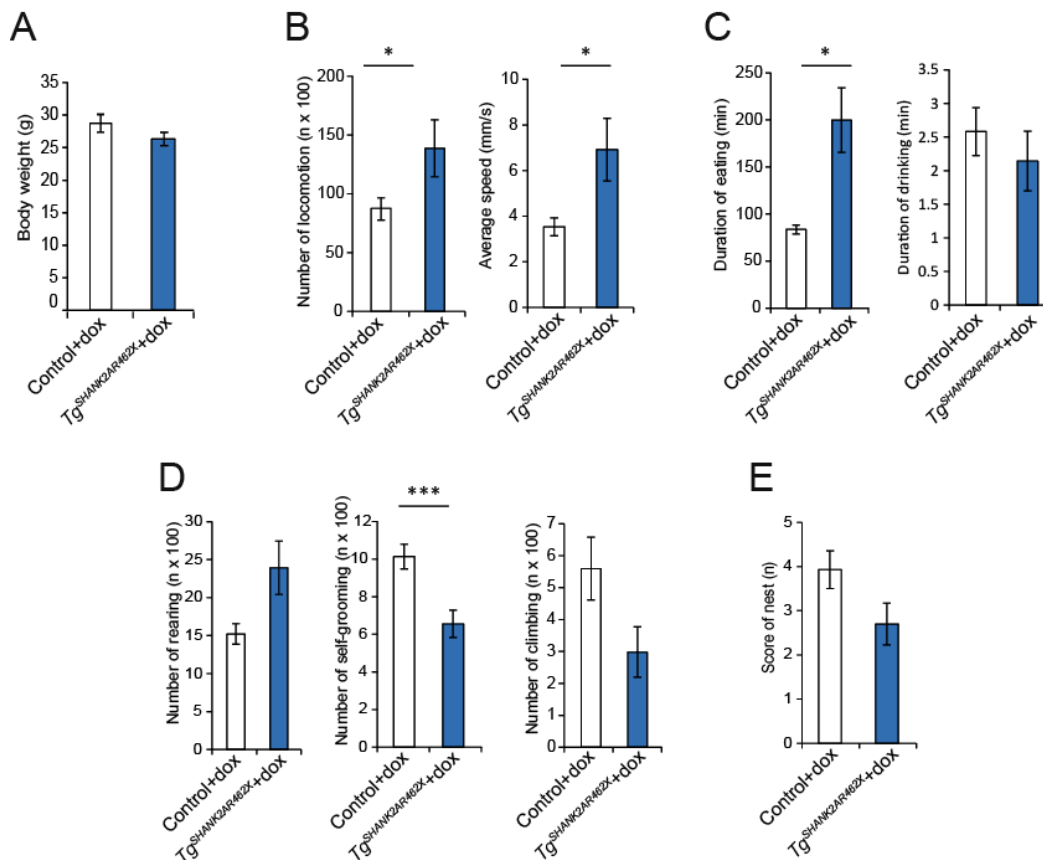 A
Body weight (g)
35
30
25
20
15
10
5
0
Control+dox
TgSHANK2AR462X+dox
B
*
Number of locomotion (n x 100)
200
150
100
50
0
Control+dox
TgSHANK2AR462X+dox
*
Average speed (mm/s)
10
8
6
4
2
0
Control+dox
TgSHANK2AR462X+dox
C
*
Duration of eating (min)
250
200
150
100
50
0
Control+dox
TgSHANK2AR462X+dox
Duration of drinking (min)
3.5
3
2.5
2
1.5
1
0.5
0
Control+dox
TgSHANK2AR462X+dox
D
Number of rearing (n x 100)
30
25
20
15
10
5
0
Control+dox
TgSHANK2AR462X+dox
***
Number of self-grooming (n x 100)
12
10
8
6
4
2
0
Control+dox
TgSHANK2AR462X+dox
Number of climbing (n x 100)
7
6
5
4
3
2
1
0
Control+dox
TgSHANK2AR462X+dox
E
Score of nest (n)
5
4
3
2
1
0
Control+dox
TgSHANK2AR462X+dox